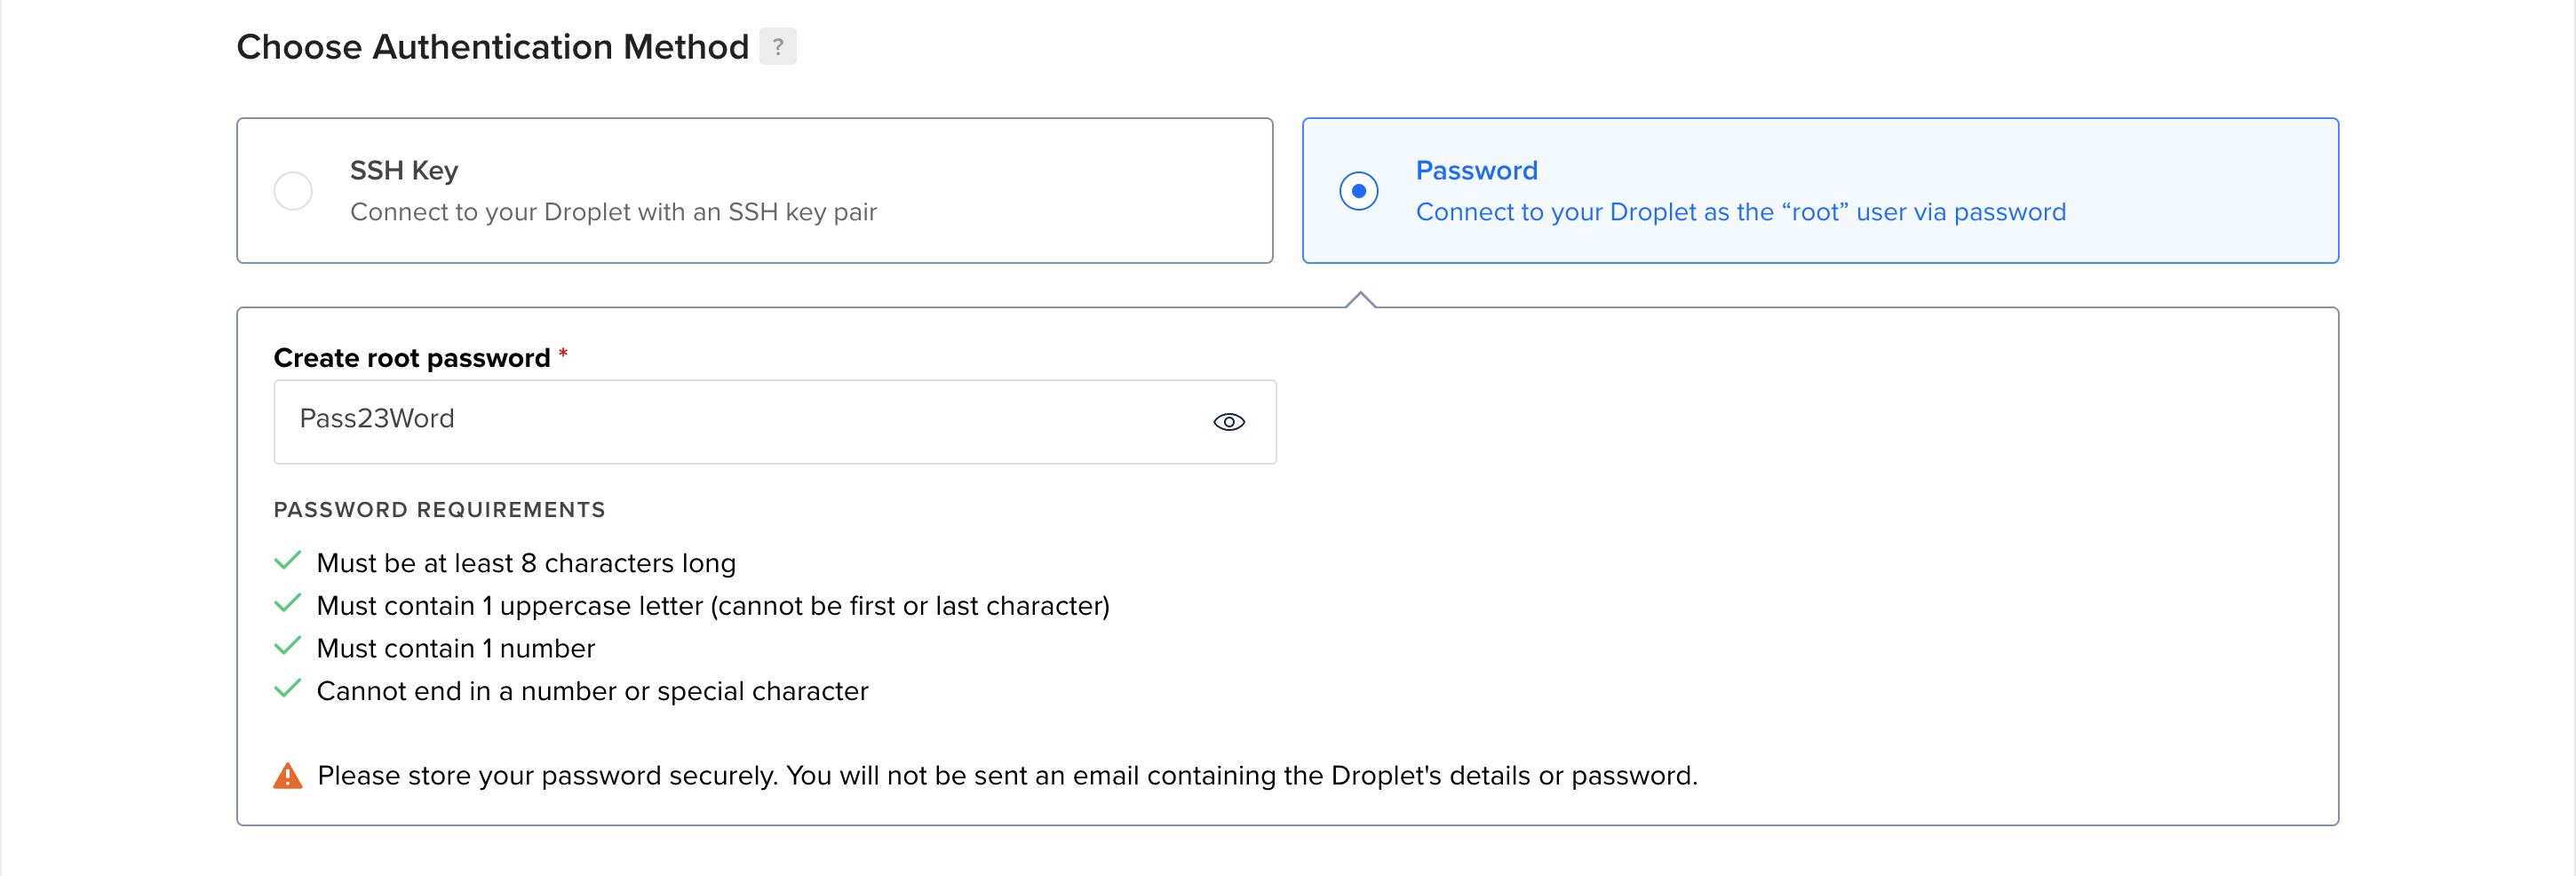 Choose Authentication Method ?
SSH Key
Connect to your Droplet with an SSH key pair
Password
Connect to your Droplet as the “root” user via password
Create root password *
Pass23Word
PASSWORD REQUIREMENTS
Must be at least 8 characters long
Must contain 1 uppercase letter (cannot be first or last character)
Must contain 1 number
Cannot end in a number or special character
Please store your password securely. You will not be sent an email containing the Droplet's details or password.